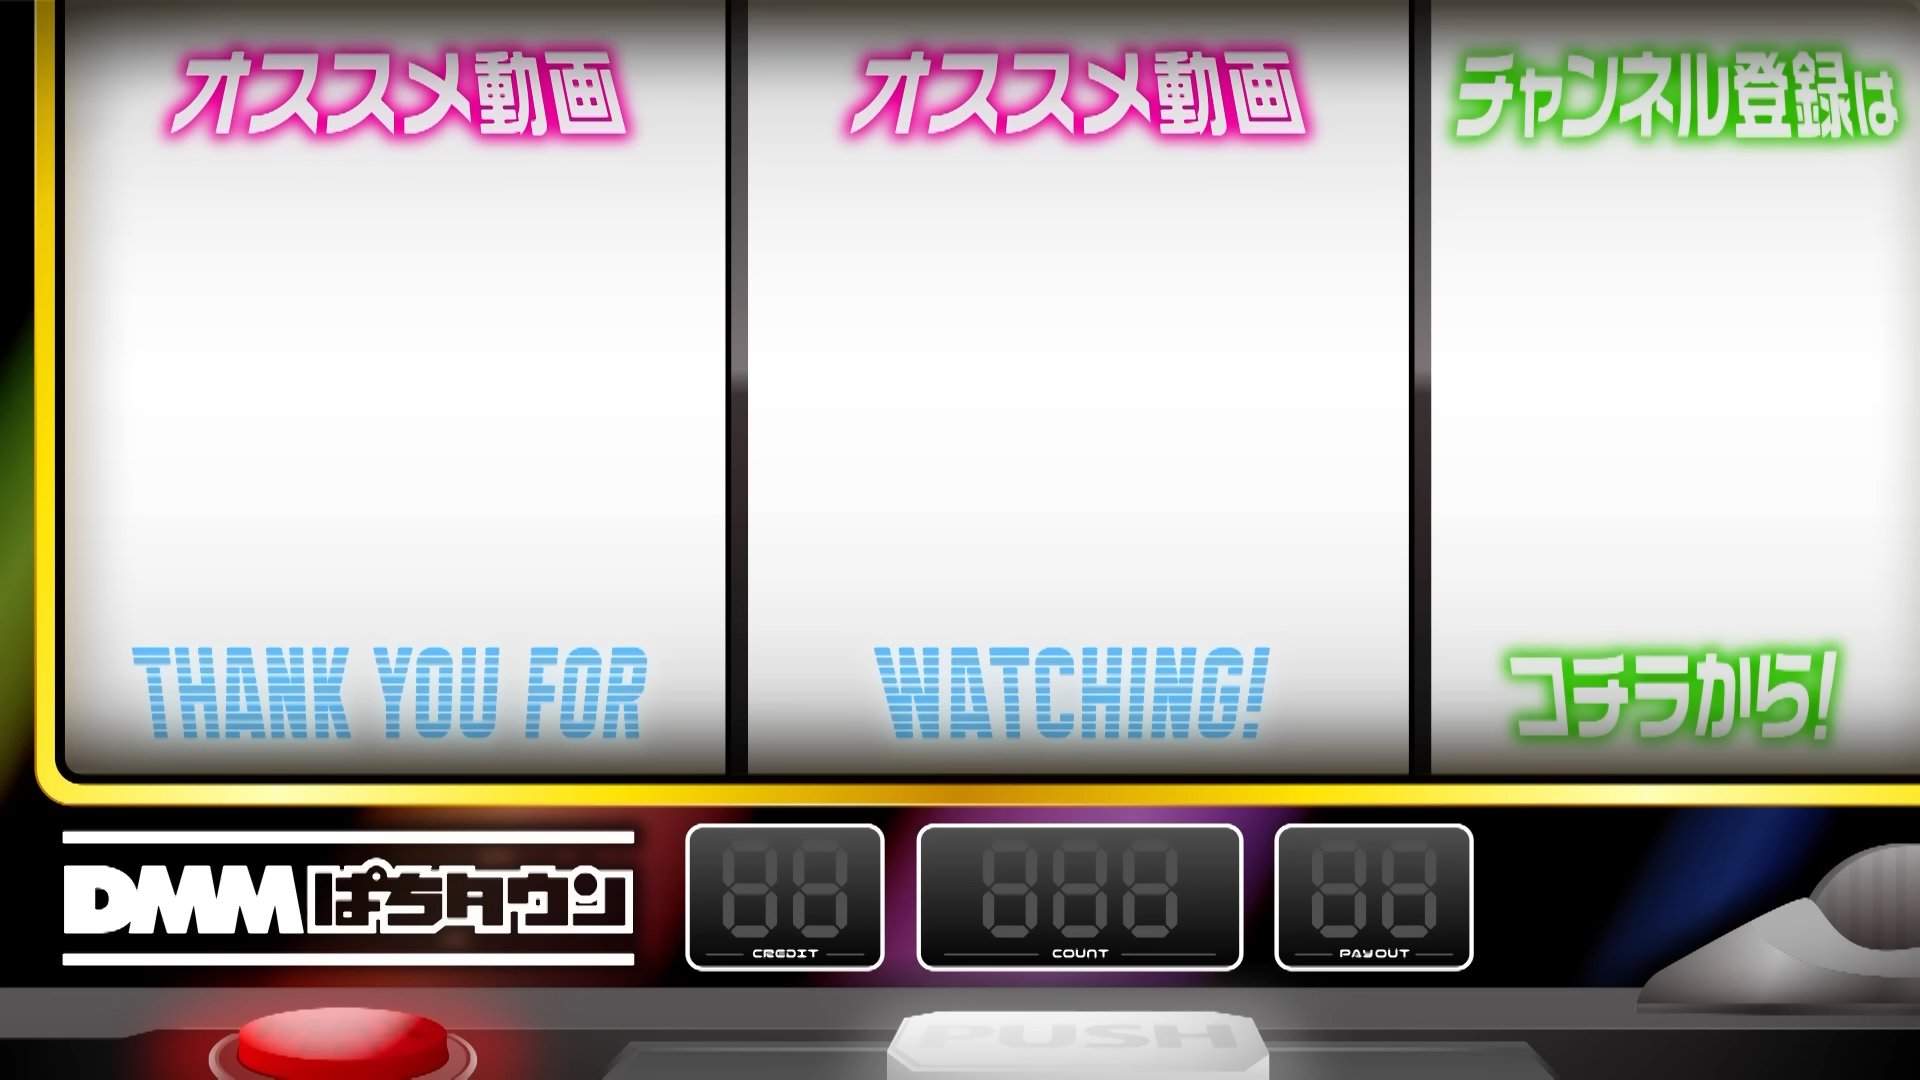 オススメ動画
オススメ動画
チャンネル登録は
THANK YOU FOR
WATCHING!
コチラから!
DMMぱちタウン
CREDIT
COUNT
PAYOUT
PUSH